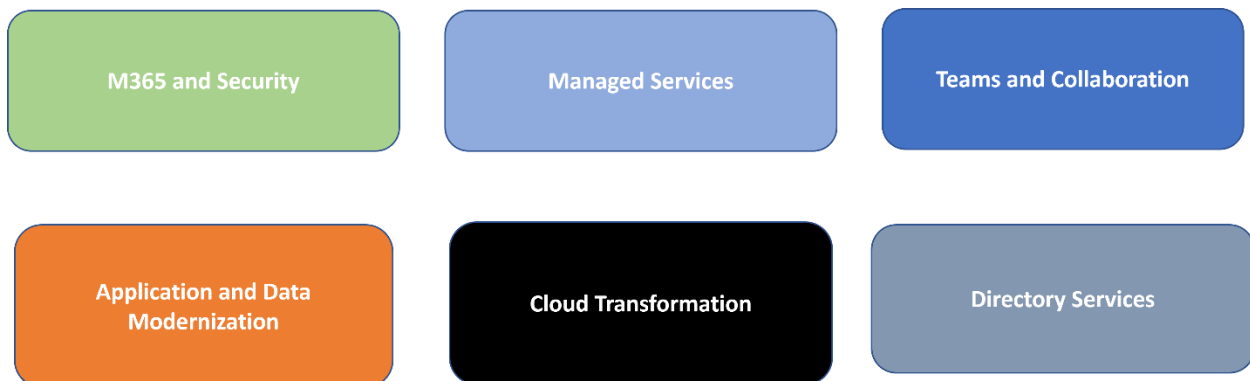 M365 and Security
Managed Services
Teams and Collaboration
Application and Data
Modernization
Cloud Transformation
Directory Services